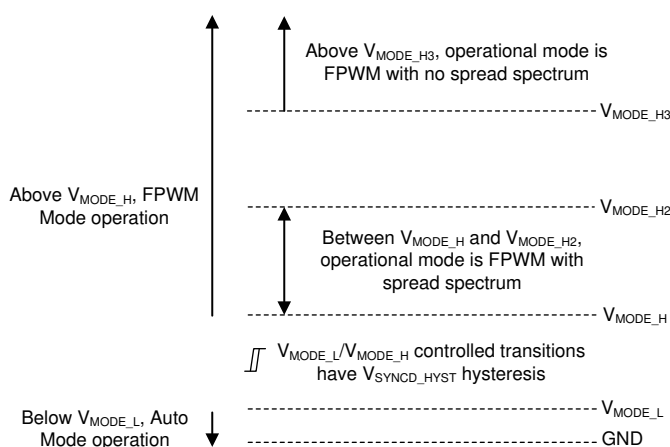 Above VMODE_H3, operational mode is
FPWM with no spread spectrum
VMODE_H3
Above VMODE_H, FPWM
Mode operation
VMODE_H2
Between VMODE_H and VMODE_H2,
operational mode is FPWM with
spread spectrum
VMODE_H
VMODE_L/VMODE_H controlled transitions
have VSYNCD_HYST hysteresis
VMODE_L
Below VMODE_L, Auto
Mode operation
GND